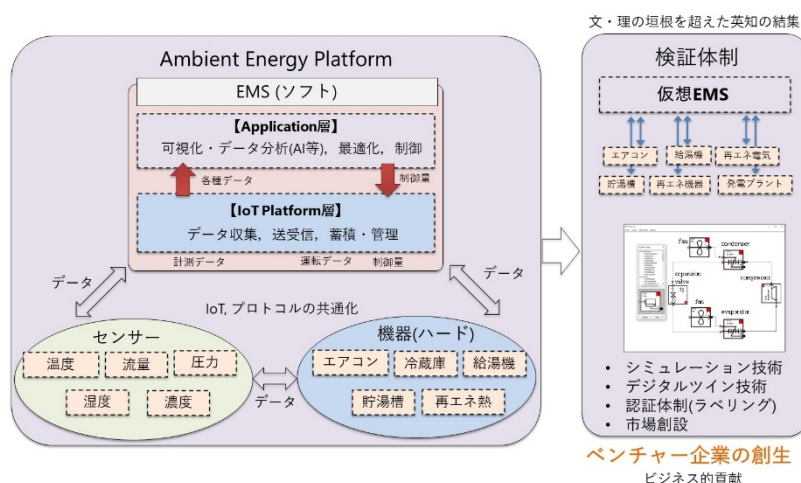 文・理の垣根を超えた英知の結集
Ambient Energy Platform
EMS (ソフト)
【Application層】
可視化・データ分析(AI等), 最適化, 制御
各種データ
制御量
【IoT Platform層】
データ収集, 送受信, 蓄積・管理
計測データ
運転データ
制御量
データ
データ
IoT, プロトコルの共通化
センサー
温度
流量
圧力
湿度
濃度
データ
機器(ハード)
エアコン
冷蔵庫
給湯機
貯湯槽
再エネ熱
検証体制
仮想EMS
エアコン
給湯機
再エネ電気
貯湯槽
再エネ機器
発電プラント
fan
condenser
expansion
valve
compressor
fan
evaporator
• シミュレーション技術
• デジタルツイン技術
• 認証体制(ラベリング)
• 市場創設
ベンチャー企業の創生
ビジネス的貢献